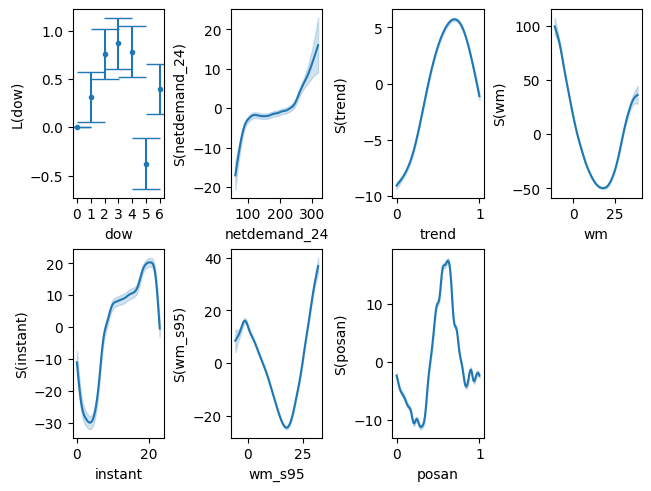 1.0
0.5
0.0
−0.5
L(dow)
0 1 2 3 4 5 6
dow
20
10
0
−10
−20
S(netdemand_24)
100 200 300
netdemand_24
5
0
−5
−10
S(trend)
0 1
trend
100
50
0
−50
S(wm)
0 25
wm
20
10
0
−10
−20
−30
S(instant)
0 20
instant
40
20
0
−20
S(wm_s95)
0 25
wm_s95
10
0
−10
S(posan)
0 1
posan